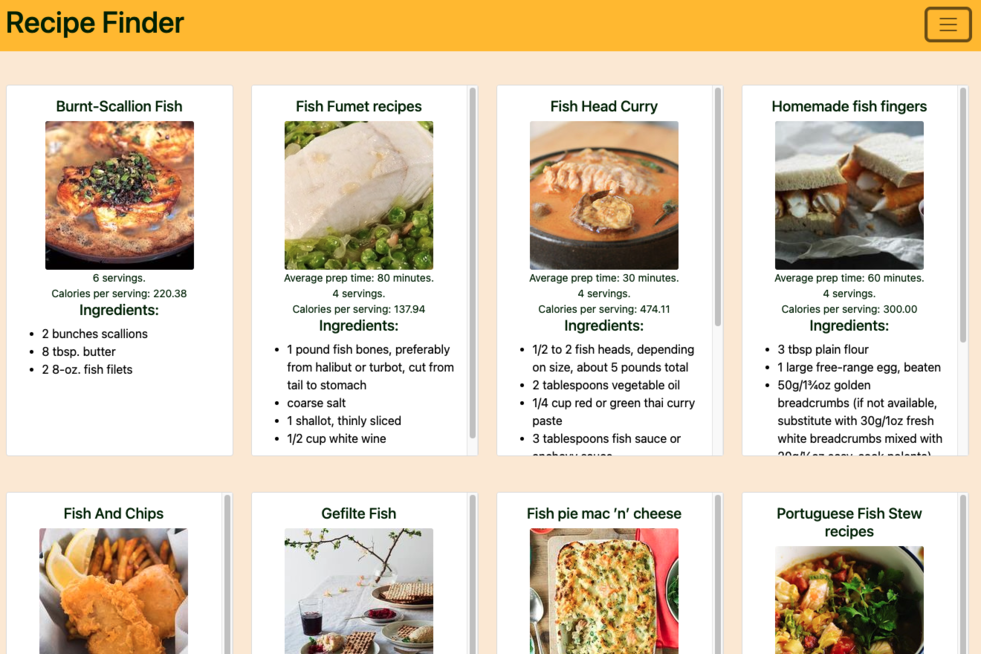 Recipe Finder
Burnt-Scallion Fish
6 servings.
Calories per serving: 220.38
Ingredients:
2 bunches scallions
8 tbsp. butter
2 8-oz. fish filets
Fish Fumet recipes
Average prep time: 80 minutes.
4 servings.
Calories per serving: 137.94
Ingredients:
1 pound fish bones, preferably
from halibut or turbot, cut from
tail to stomach
coarse salt
1 shallot, thinly sliced
1/2 cup white wine
Fish Head Curry
Average prep time: 30 minutes.
4 servings.
Calories per serving: 474.11
Ingredients:
1/2 to 2 fish heads, depending
on size, about 5 pounds total
2 tablespoons vegetable oil
1/4 cup red or green thai curry
paste
3 tablespoons fish sauce or
Homemade fish fingers
Average prep time: 60 minutes.
4 servings.
Calories per serving: 300.00
Ingredients:
3 tbsp plain flour
1 large free-range egg, beaten
50g/1¾oz golden
breadcrumbs (if not available,
substitute with 30g/1oz fresh
white breadcrumbs mixed with
Fish And Chips
Gefilte Fish
Fish pie mac ’n’ cheese
Portuguese Fish Stew
recipes